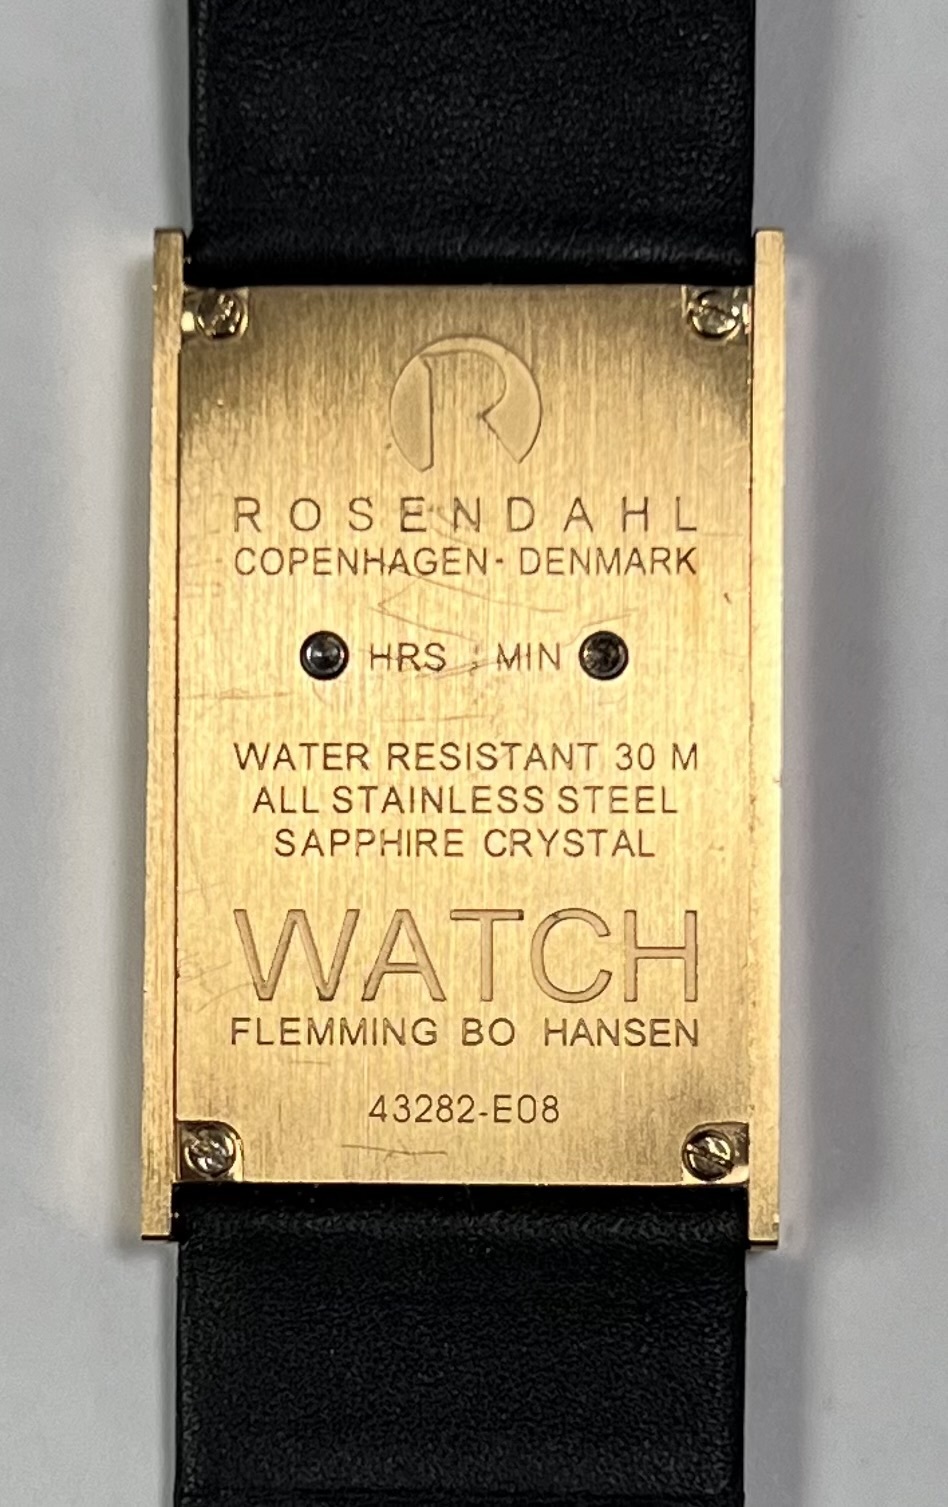 R
ROSENDAHL
COPENHAGEN - DENMARK
HRS : MIN
WATER RESISTANT 30 M
ALL STAINLESS STEEL
SAPPHIRE CRYSTAL
WATCH
FLEMMING BO HANSEN
43282-E08